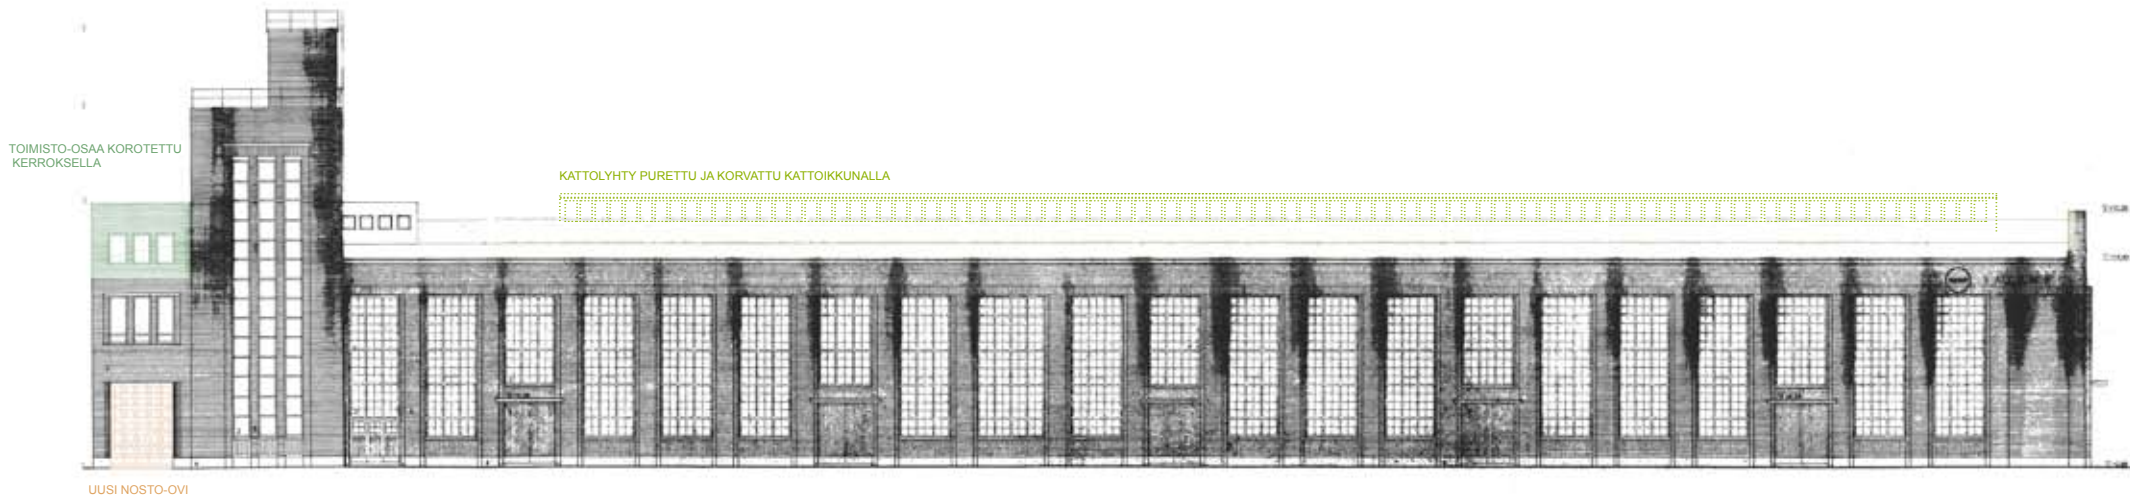 TOIMISTO-OSAA KOROTETTU
KERROKSELLA
KATTOLYHTY PURETTU JA KORVATTU KATTOIKKUNALLA
UUSI NOSTO-OVI